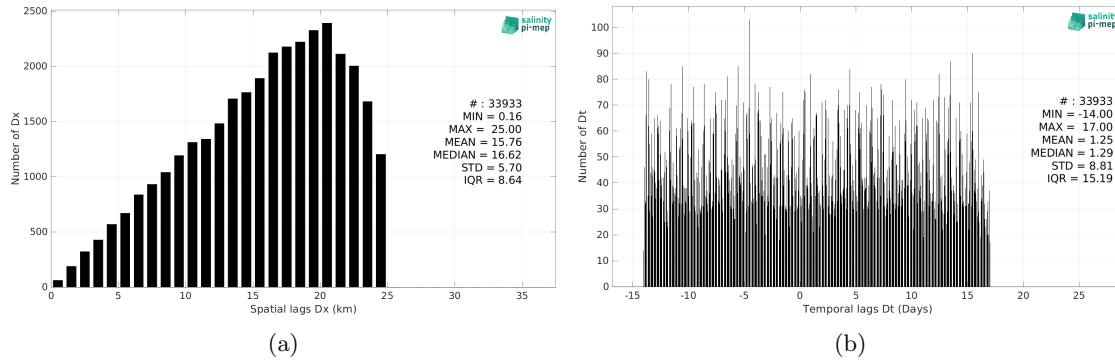 2500
2000
1500
1000
500
0
Number of Dx
0 5 10 15 20 25 30 35
Spatial lags Dx (km)
salinity
pi-mep
# : 33933
MIN = 0.16
MAX = 25.00
MEAN = 15.76
MEDIAN = 16.62
STD = 5.70
IQR = 8.64
(a)
100
90
80
70
60
50
40
30
20
10
0
Number of Dt
-15 -10 -5 0 5 10 15 20 25
Temporal lags Dt (Days)
salinity
pi-mep
# : 33933
MIN = -14.00
MAX = 17.00
MEAN = 1.25
MEDIAN = 1.29
STD = 8.81
IQR = 15.19
(b)